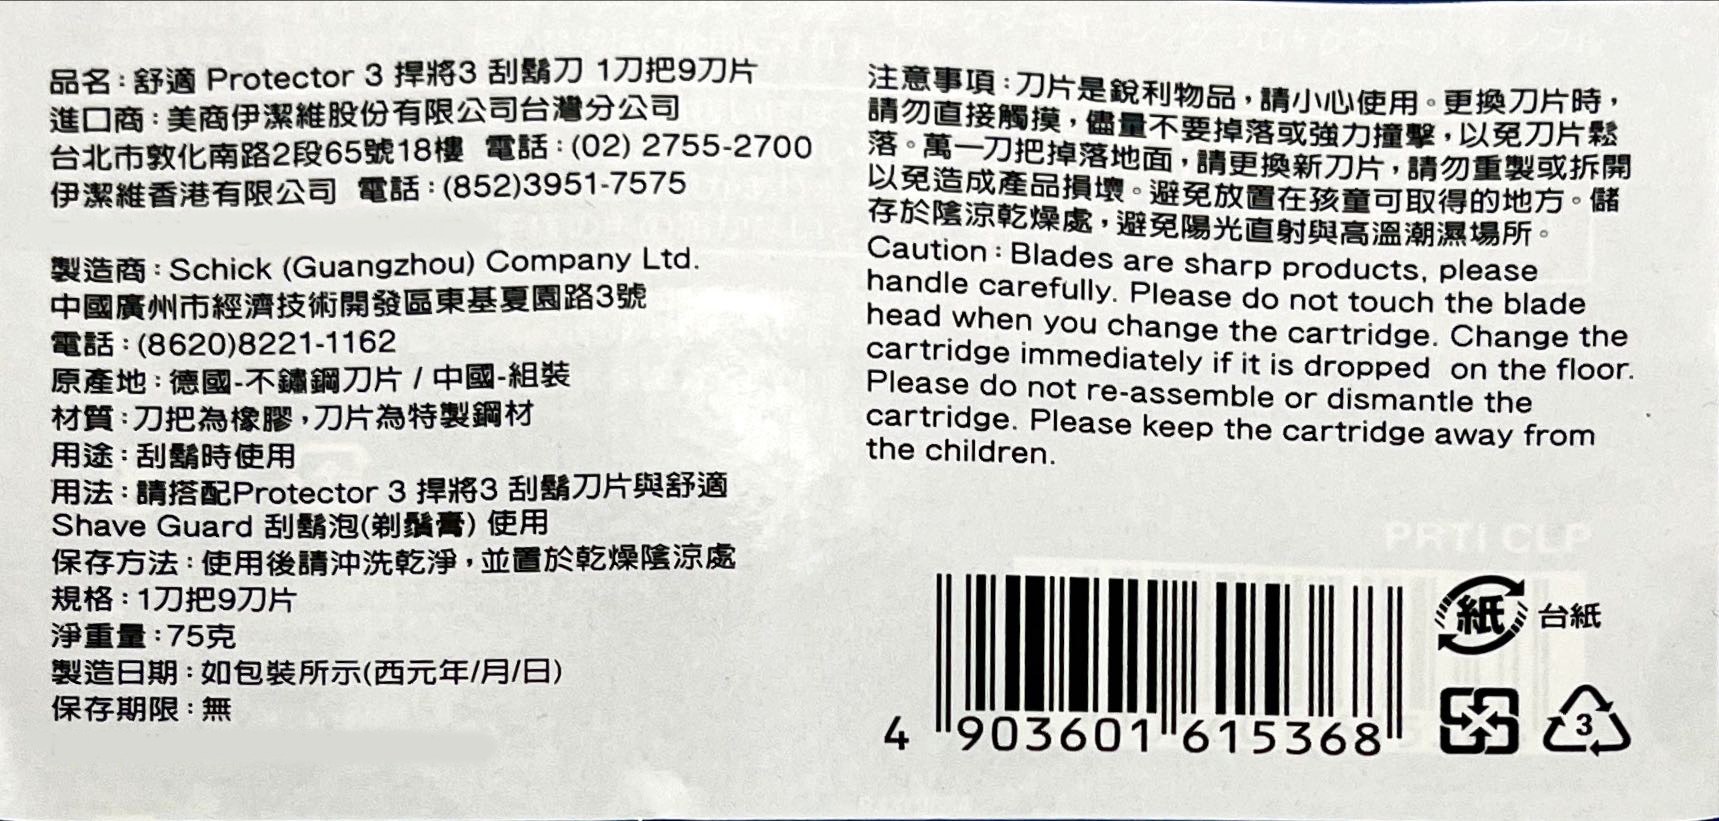 品名：舒適 Protector 3 捍將3 刮鬍刀 1刀把9刀片
進口商：美商伊潔維股份有限公司台灣分公司
台北市敦化南路2段65號18樓 電話：(02) 2755-2700
伊潔維香港有限公司 電話：(852)3951-7575
製造商：Schick (Guangzhou) Company Ltd.
中國廣州市經濟技術開發區東基夏園路3號
電話：(8620)8221-1162
原產地：德國-不鏽鋼刀片 / 中國-組裝
材質：刀把為橡膠，刀片為特製鋼材
用途：刮鬍時使用
用法：請搭配Protector 3 捍將3 刮鬍刀片與舒適
Shave Guard 刮鬍泡(剃鬚膏) 使用
保存方法：使用後請沖洗乾淨，並置於乾燥陰涼處
規格：1刀把9刀片
淨重量：75克
製造日期：如包裝所示(西元年/月/日)
保存期限：無
注意事項：刀片是銳利物品，請小心使用。更換刀片時，
請勿直接觸摸，儘量不要掉落或強力撞擊，以免刀片鬆
落。萬一刀把掉落地面，請更換新刀片，請勿重製或拆開
以免造成產品損壞。避免放置在孩童可取得的地方。儲
存於陰涼乾燥處，避免陽光直射與高溫潮濕場所。
Caution：Blades are sharp products, please
handle carefully. Please do not touch the blade
head when you change the cartridge. Change the
cartridge immediately if it is dropped on the floor.
Please do not re-assemble or dismantle the
cartridge. Please keep the cartridge away from
the children.
PRTI CLP
紙 台紙
4 903601 615368
3